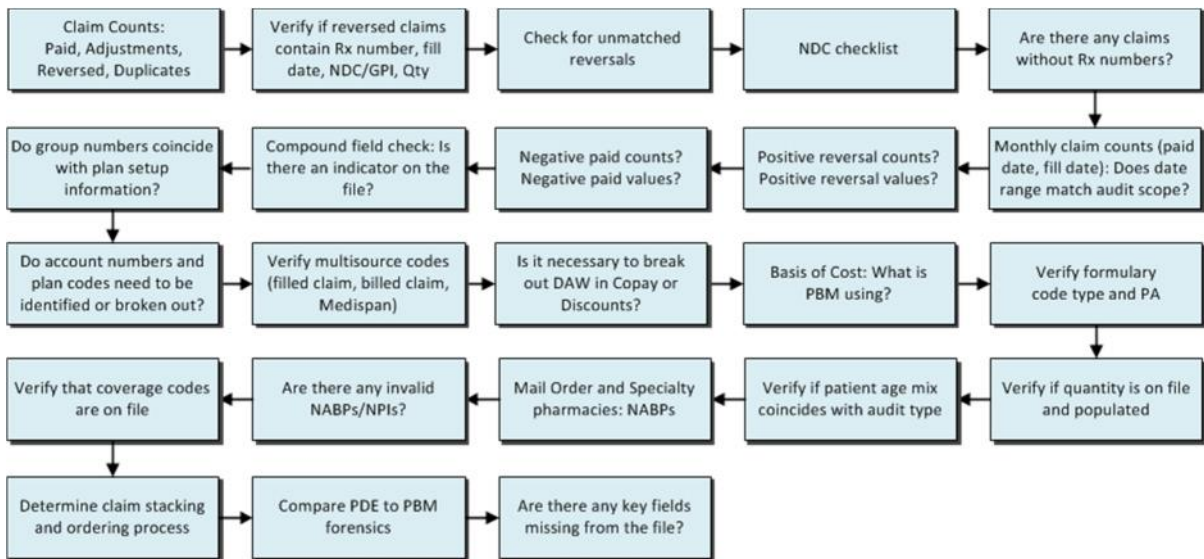 Claim Counts:
Paid, Adjustments,
Reversed, Duplicates
Verify if reversed claims
contain Rx number, fill
date, NDC/GPI, Qty
Check for unmatched
reversals
NDC checklist
Are there any claims
without Rx numbers?
Monthly claim counts (paid
date, fill date): Does date
range match audit scope?
Positive reversal counts?
Positive reversal values?
Negative paid counts?
Negative paid values?
Compound field check: Is
there an indicator on the
file?
Do group numbers coincide
with plan setup
information?
Do account numbers and
plan codes need to be
identified or broken out?
Verify multisource codes
(filled claim, billed claim,
Medispan)
Is it necessary to break
out DAW in Copay or
Discounts?
Basis of Cost: What is
PBM using?
Verify formulary
code type and PA
Verify if quantity is on file
and populated
Verify if patient age mix
coincides with audit type
Mail Order and Specialty
pharmacies: NABPs
Are there any invalid
NABPs/NPIs?
Verify that coverage codes
are on file
Determine claim stacking
and ordering process
Compare PDE to PBM
forensics
Are there any key fields
missing from the file?